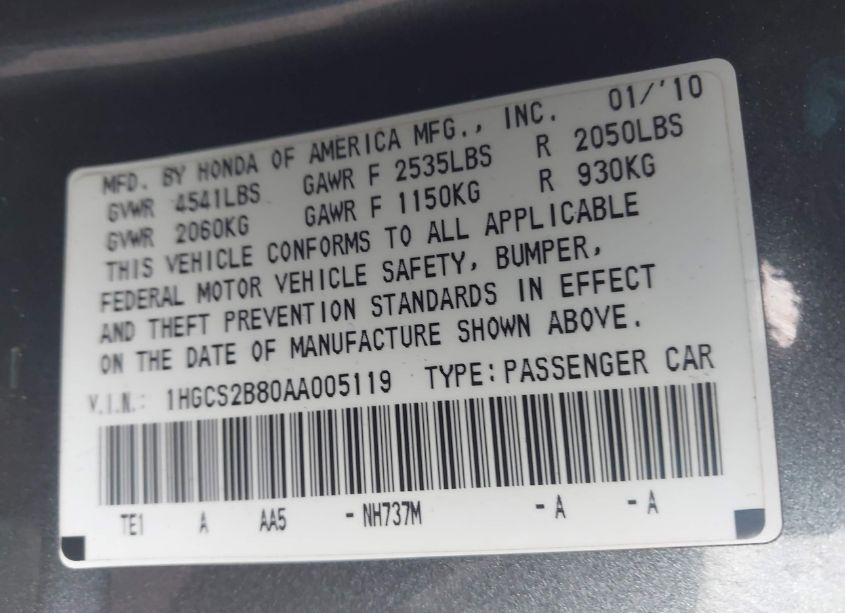 MFD. BY HONDA OF AMERICA MFG., INC. 01/'10
GVWR 4541LBS GAWR F 2535LBS R 2050LBS
GVWR 2060KG GAWR F 1150KG R 930KG
THIS VEHICLE CONFORMS TO ALL APPLICABLE
FEDERAL MOTOR VEHICLE SAFETY, BUMPER,
AND THEFT PREVENTION STANDARDS IN EFFECT
ON THE DATE OF MANUFACTURE SHOWN ABOVE.
V.I.N.: 1HGCS2B80AA005119 TYPE: PASSENGER CAR
TE1 A AA5 - NH737M - A - A